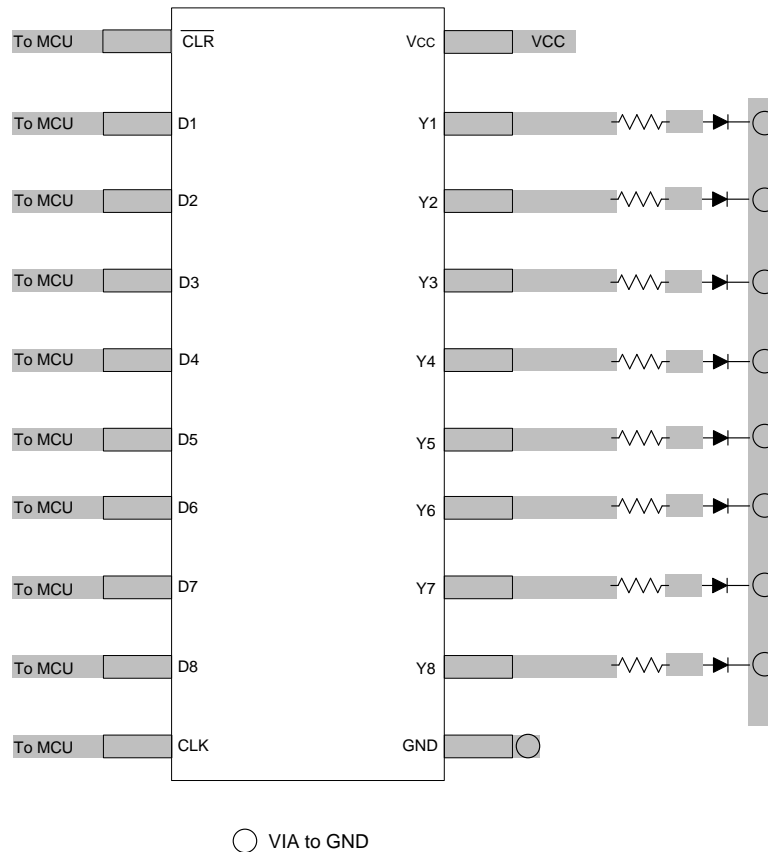 To MCU CLR Vcc VCC
To MCU D1 Y1
To MCU D2 Y2
To MCU D3 Y3
To MCU D4 Y4
To MCU D5 Y5
To MCU D6 Y6
To MCU D7 Y7
To MCU D8 Y8
To MCU CLK GND
VIA to GND